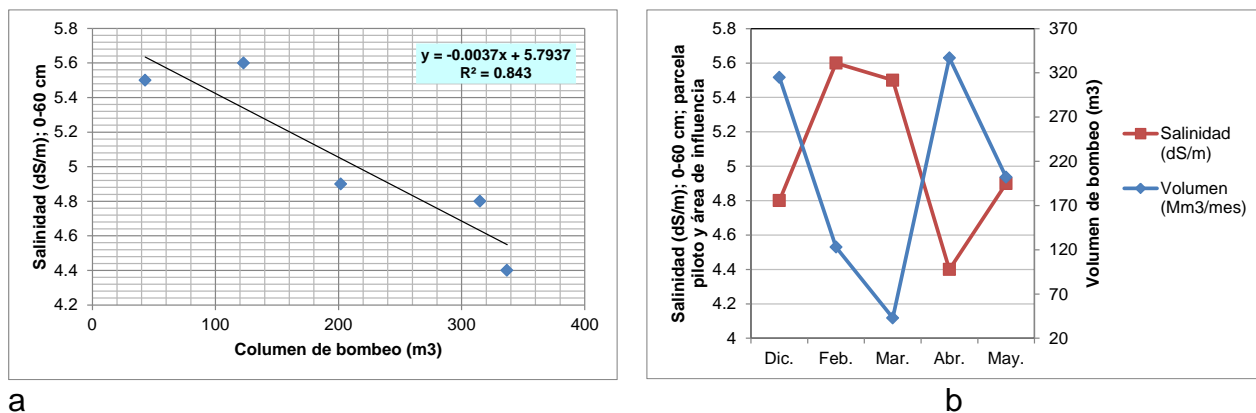 5.8
5.6
5.4
5.2
5
4.8
4.6
4.4
4.2
Salinidad (dS/m); 0-60 cm
y = -0.0037x + 5.7937
R² = 0.843
0 100 200 300 400
Columen de bombeo (m3)
a
5.8
5.6
5.4
5.2
5
4.8
4.6
4.4
4.2
4
Salinidad (dS/m); 0-60 cm; parcela
piloto y área de influencia
370
320
270
220
170
120
70
20
Volumen de bombeo (m3)
Dic. Feb. Mar. Abr. May.
Salinidad
(dS/m)
Volumen
(Mm3/mes)
b